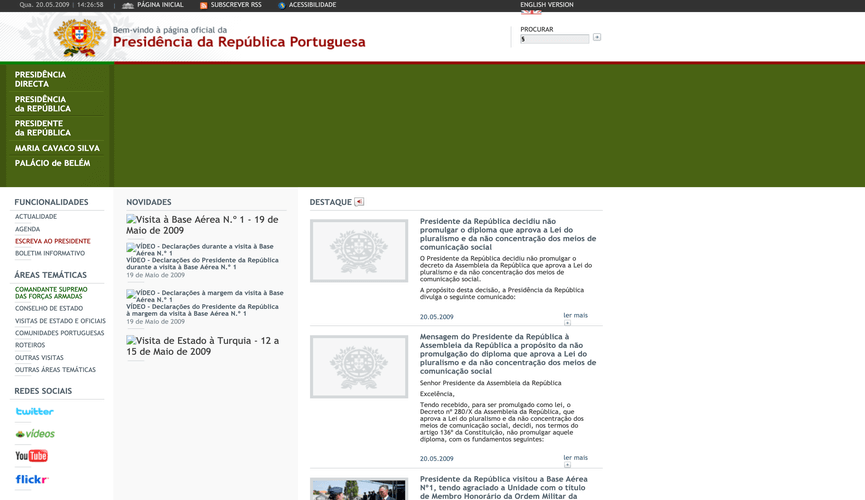 Qua. 20.05.2009 | 14:26:58 | PÁGINA INICIAL SUBSCREVER RSS ACESSIBILIDADE ENGLISH VERSION
Bem-vindo à página oficial da
Presidência da República Portuguesa
PROCURAR
s
PRESIDÊNCIA
DIRECTA
PRESIDÊNCIA
da REPÚBLICA
PRESIDENTE
da REPÚBLICA
MARIA CAVACO SILVA
PALÁCIO de BELÉM
FUNCIONALIDADES
ACTUALIDADE
AGENDA
ESCREVA AO PRESIDENTE
BOLETIM INFORMATIVO
ÁREAS TEMÁTICAS
COMANDANTE SUPREMO
DAS FORÇAS ARMADAS
CONSELHO DE ESTADO
VISITAS DE ESTADO E OFICIAIS
COMUNIDADES PORTUGUESAS
ROTEIROS
OUTRAS VISITAS
OUTRAS ÁREAS TEMÁTICAS
REDES SOCIAIS
twitter
vídeos
YouTube
flickr
NOVIDADES
Visita à Base Aérea N.º 1 - 19 de
Maio de 2009
VÍDEO - Declarações durante a visita à Base
Aérea N.º 1
VÍDEO - Declarações do Presidente da República
durante a visita à Base Aérea N.º 1
19 de Maio de 2009
VÍDEO - Declarações à margem da visita à Base
Aérea N.º 1
VÍDEO - Declarações do Presidente da República
à margem da visita à Base Aérea N.º 1
19 de Maio de 2009
Visita de Estado à Turquia - 12 a
15 de Maio de 2009
DESTAQUE
Presidente da República decidiu não
promulgar o diploma que aprova a Lei do
pluralismo e da não concentração dos meios de
comunicação social
O Presidente da República decidiu não promulgar o
decreto da Assembleia da República que aprova a Lei do
pluralismo e da não concentração dos meios de
comunicação social.
A propósito desta decisão, a Presidência da República
divulga o seguinte comunicado:
20.05.2009 ler mais
Mensagem do Presidente da República à
Assembleia da República a propósito da não
promulgação do diploma que aprova a Lei do
pluralismo e da não concentração dos meios de
comunicação social
Senhor Presidente da Assembleia da República
Excelência,
Tendo recebido, para ser promulgado como lei, o
Decreto nº 280/X da Assembleia da República, que
aprova a Lei do pluralismo e da não concentração dos
meios de comunicação social, decidi, nos termos do
artigo 136º da Constituição, não promulgar aquele
diploma, com os fundamentos seguintes:
20.05.2009 ler mais
Presidente da República visitou a Base Aérea
Nº1, tendo agraciado a Unidade com o título
de Membro Honorário da Ordem Militar da